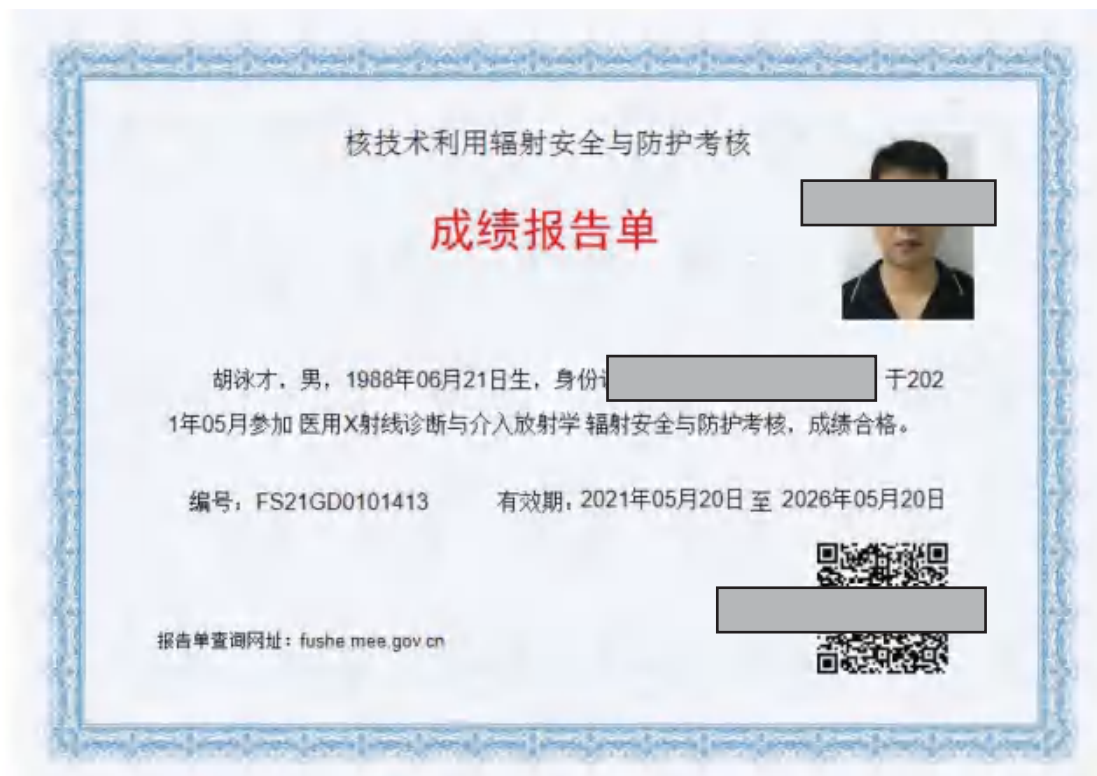 核技术利用辐射安全与防护考核
成绩报告单
胡泳才，男，1988年06月21日生，身份 于202
1年05月参加 医用X射线诊断与介入放射学 辐射安全与防护考核，成绩合格。
编号：FS21GD0101413 有效期：2021年05月20日 至 2026年05月20日
报告单查询网址：fushe.mee.gov.cn